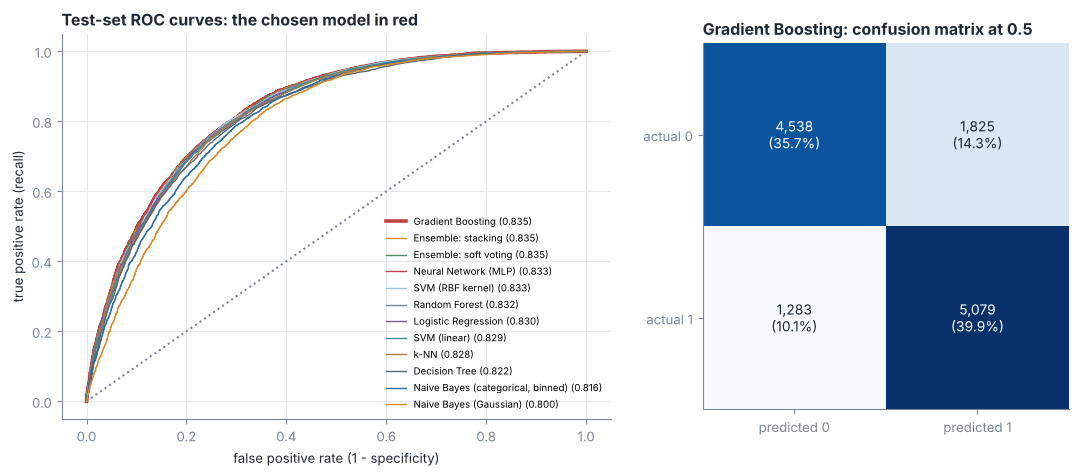 Test-set ROC curves: the chosen model in red
1.0
0.8
0.6
0.4
0.2
0.0
true positive rate (recall)
Gradient Boosting (0.835)
Ensemble: stacking (0.835)
Ensemble: soft voting (0.835)
Neural Network (MLP) (0.833)
SVM (RBF kernel) (0.833)
Random Forest (0.832)
Logistic Regression (0.830)
SVM (linear) (0.829)
k-NN (0.828)
Decision Tree (0.822)
Naive Bayes (categorical, binned) (0.816)
Naive Bayes (Gaussian) (0.800)
0.0
0.2
0.4
0.6
0.8
1.0
false positive rate (1 - specificity)
Gradient Boosting: confusion matrix at 0.5
actual 0
4,538
(35.7%)
1,825
(14.3%)
actual 1
1,283
(10.1%)
5,079
(39.9%)
predicted 0
predicted 1